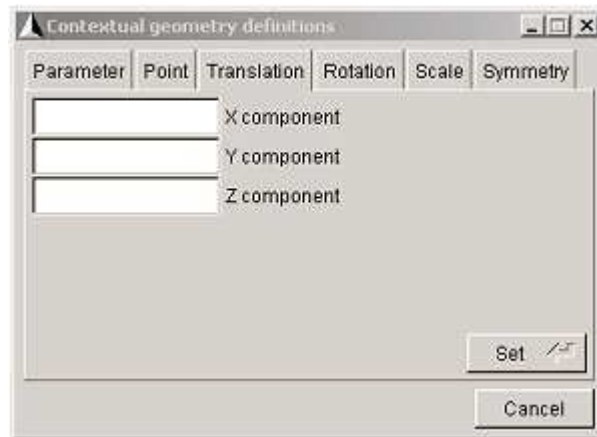 Contextual geometry definitions
Parameter Point Translation Rotation Scale Symmetry
X component
Y component
Z component
Set
Cancel